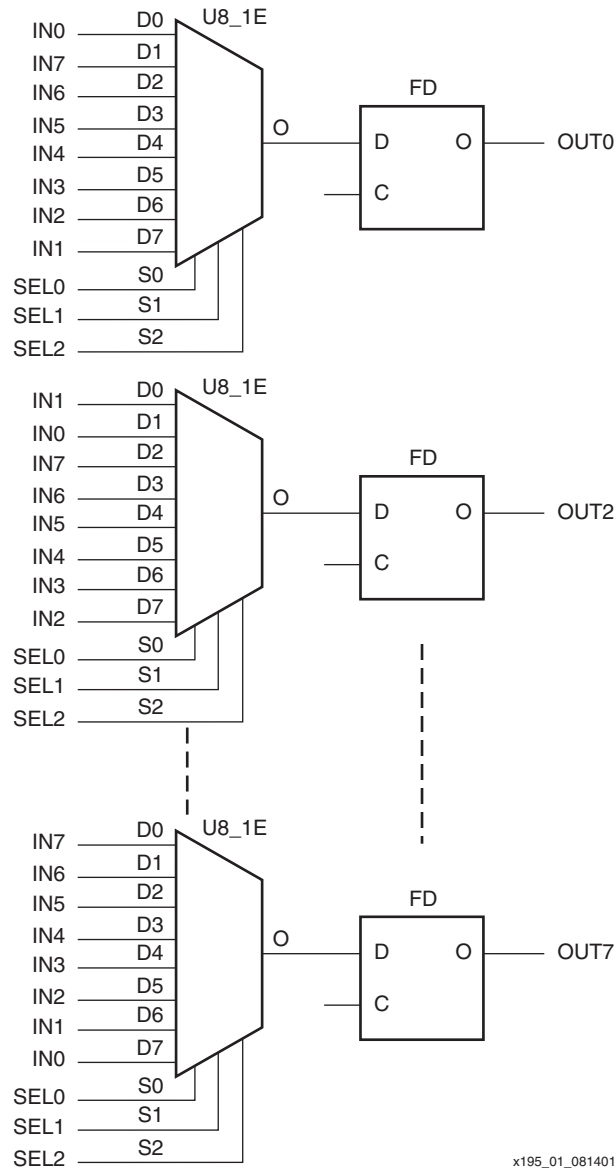 IN0 D0 U8_1E
IN7 D1 FD
IN6 D2
IN5 D3 O D O OUT0
IN4 D4
IN3 D5 C
IN2 D6
IN1 D7
SEL0 S0
SEL1 S1
SEL2 S2
IN1 D0 U8_1E
IN0 D1 FD
IN7 D2
IN6 D3 O D O OUT2
IN5 D4
IN4 D5 C
IN3 D6
IN2 D7
SEL0 S0
SEL1 S1
SEL2 S2
IN7 D0 U8_1E
IN6 D1 FD
IN5 D2
IN4 D3 O D O OUT7
IN3 D4
IN2 D5 C
IN1 D6
IN0 D7
SEL0 S0
SEL1 S1
SEL2 S2
x195_01_081401